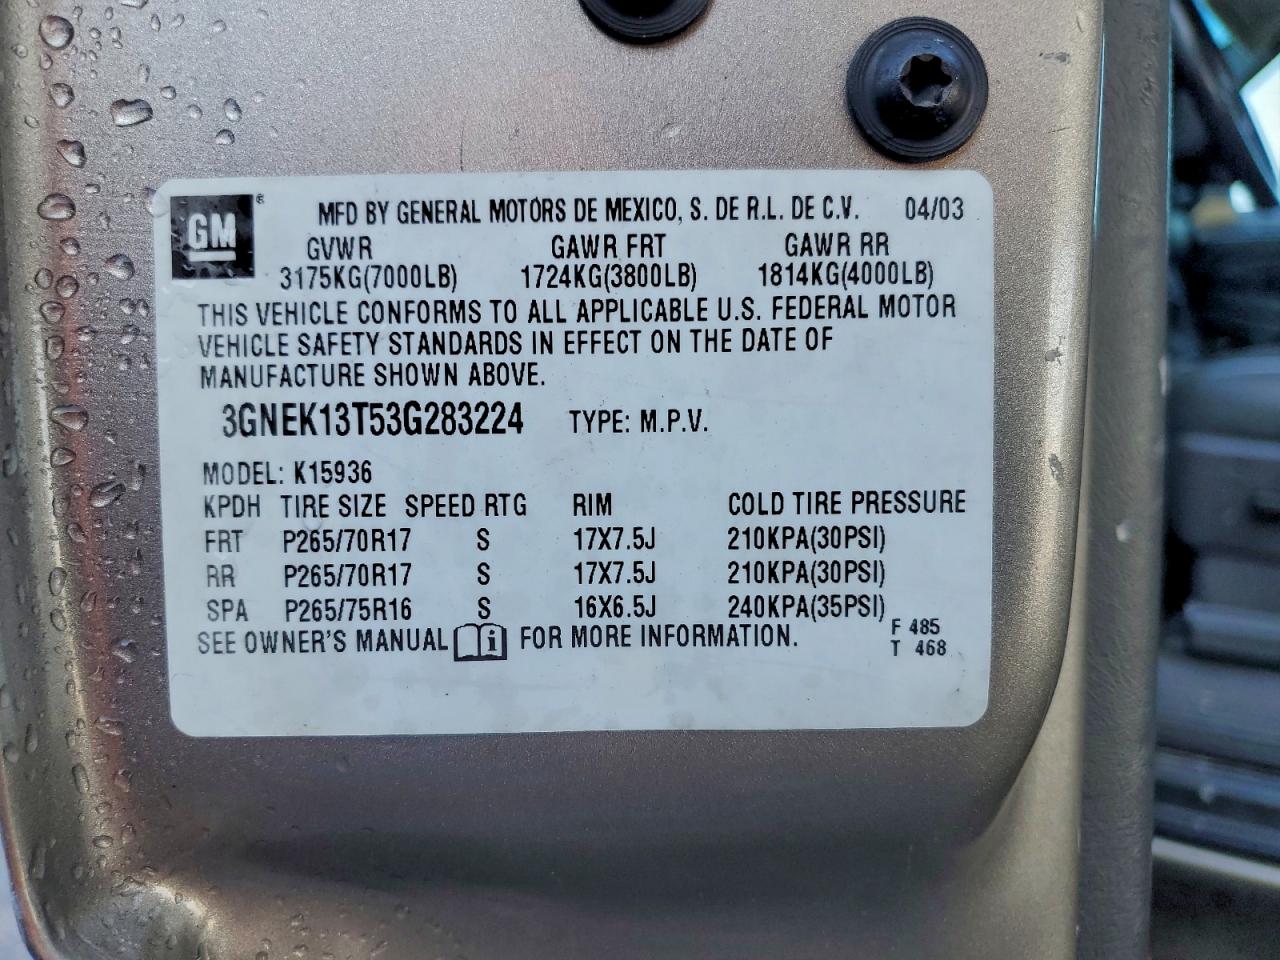 GM ® MFD BY GENERAL MOTORS DE MEXICO, S. DE R.L. DE C.V. 04/03
GVWR GAWR FRT GAWR RR
3175KG(7000LB) 1724KG(3800LB) 1814KG(4000LB)
THIS VEHICLE CONFORMS TO ALL APPLICABLE U.S. FEDERAL MOTOR
VEHICLE SAFETY STANDARDS IN EFFECT ON THE DATE OF
MANUFACTURE SHOWN ABOVE.
3GNEK13T53G283224 TYPE: M.P.V.
MODEL: K15936
KPDH TIRE SIZE SPEED RTG RIM COLD TIRE PRESSURE
FRT P265/70R17 S 17X7.5J 210KPA(30PSI)
RR P265/70R17 S 17X7.5J 210KPA(30PSI)
SPA P265/75R16 S 16X6.5J 240KPA(35PSI)
SEE OWNER'S MANUAL i FOR MORE INFORMATION. F 485
T 468